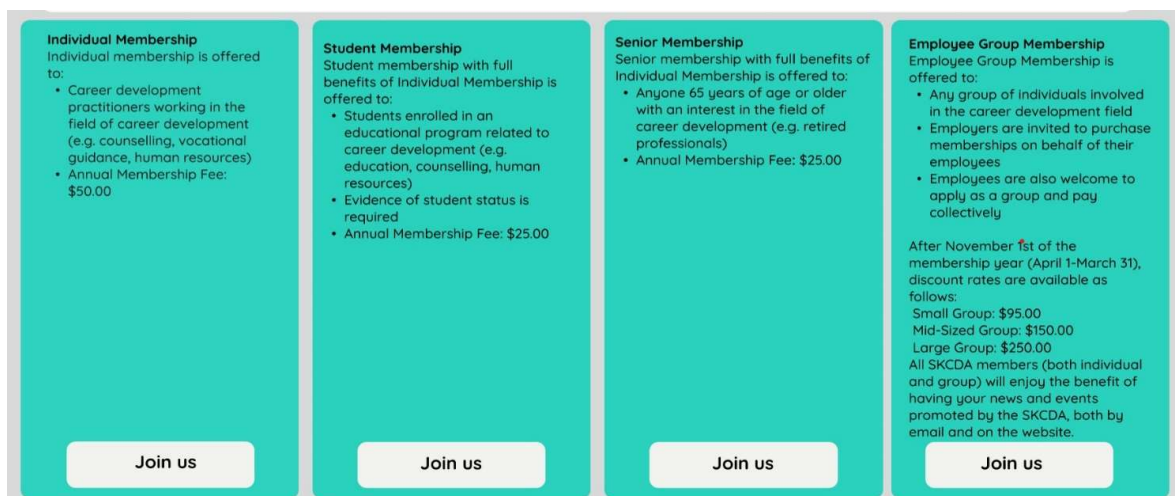 Individual Membership
Individual membership is offered
to:
• Career development
practitioners working in the
field of career development
(e.g. counselling, vocational
guidance, human resources)
• Annual Membership Fee:
$50.00
Join us
Student Membership
Student membership with full
benefits of Individual Membership is
offered to:
• Students enrolled in an
educational program related to
career development (e.g.
education, counselling, human
resources)
• Evidence of student status is
required
• Annual Membership Fee: $25.00
Join us
Senior Membership
Senior membership with full benefits of
Individual Membership is offered to:
• Anyone 65 years of age or older
with an interest in the field of
career development (e.g. retired
professionals)
• Annual Membership Fee: $25.00
Join us
Employee Group Membership
Employee Group Membership is
offered to:
• Any group of individuals involved
in the career development field
• Employers are invited to purchase
memberships on behalf of their
employees
• Employees are also welcome to
apply as a group and pay
collectively
After November 1st of the
membership year (April 1-March 31),
discount rates are available as
follows:
Small Group: $95.00
Mid-Sized Group: $150.00
Large Group: $250.00
All SKCDA members (both individual
and group) will enjoy the benefit of
having your news and events
promoted by the SKCDA, both by
email and on the website.
Join us